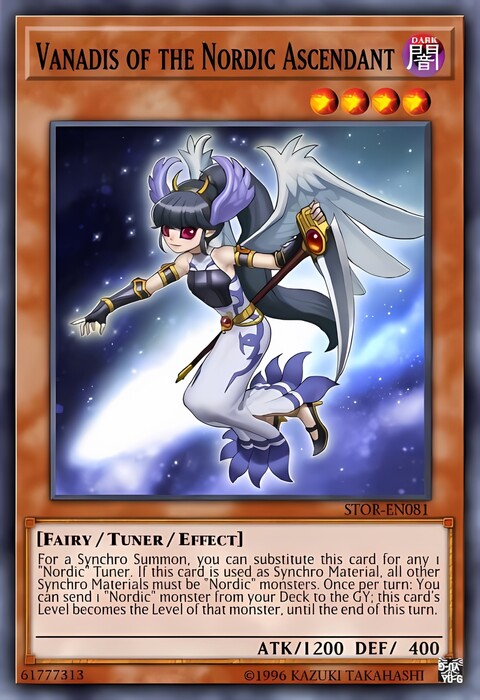 VANADIS OF THE NORDIC ASCENDANT
DARK
闇
STOR-EN081
[FAIRY / TUNER / EFFECT]
For a Synchro Summon, you can substitute this card for any 1
"Nordic" Tuner. If this card is used as Synchro Material, all other
Synchro Materials must be "Nordic" monsters. Once per turn: You
can send 1 "Nordic" monster from your Deck to the GY; this card's
Level becomes the Level of that monster, until the end of this turn.
ATK/1200 DEF/ 400
61777313
©1996 KAZUKI TAKAHASHI